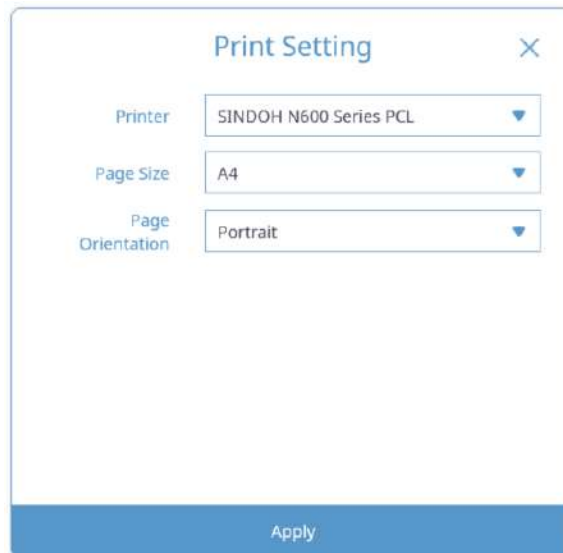 Print Setting
Printer
SINDOH N600 Series PCL
Page Size
A4
Page
Orientation
Portrait
Apply